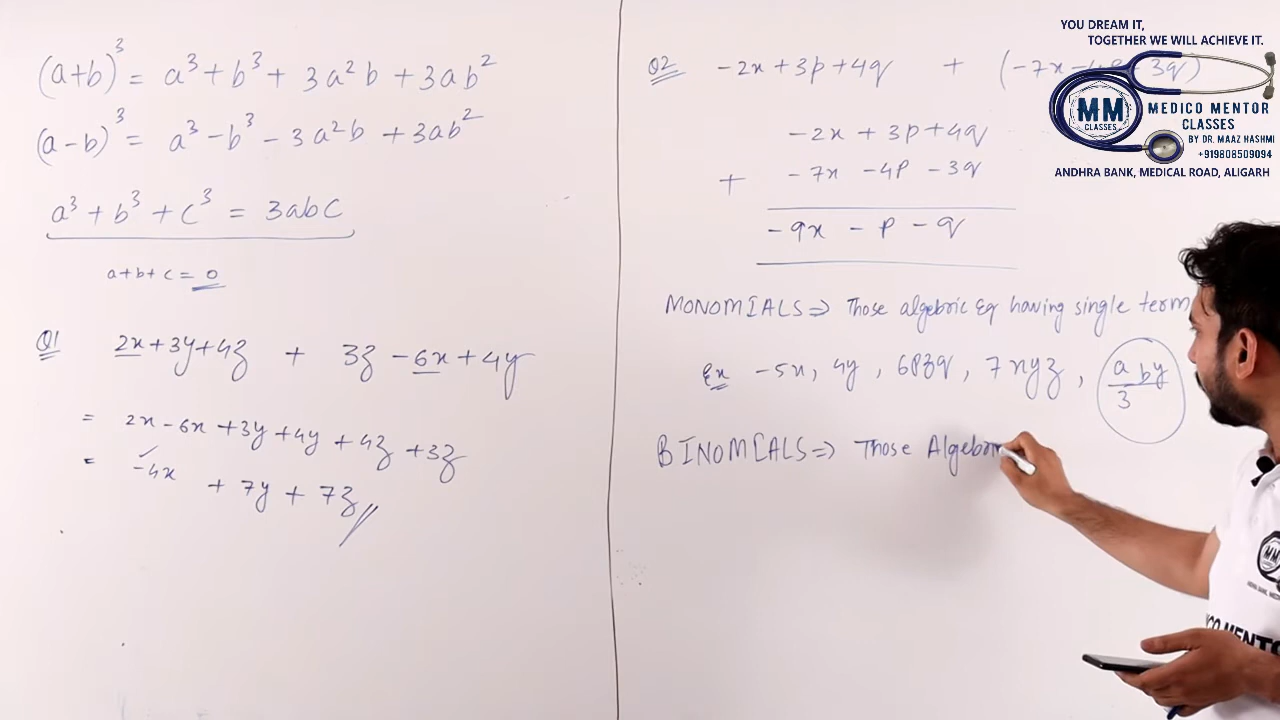 (a+b)³ = a³ + b³ + 3a²b + 3ab²
(a-b)³ = a³ - b³ - 3a²b + 3ab²
a³ + b³ + c³ = 3abc
a+b+c = 0
Q1 2x+3y+4z + 3z -6x +4y
= 2x -6x +3y +4y +4z +3z
= -4x + 7y + 7z
Q2 -2x +3p +4q + (-7x -4p -3q)
-2x + 3p +4q
+ -7x -4p -3q
-9x - p - q
MONOMIALS ⇒ Those algebric Eq having single term
Ex -5x, 4y, 6pzq, 7xyz, a/3 by
BINOMIALS ⇒ Those
YOU DREAM IT,
TOGETHER WE WILL ACHIEVE IT.
MM
CLASSES
MEDICO MENTOR
CLASSES
BY DR. MAAZ HASHMI
+919808509094
ANDHRA BANK, MEDICAL ROAD, ALIGARH
MM